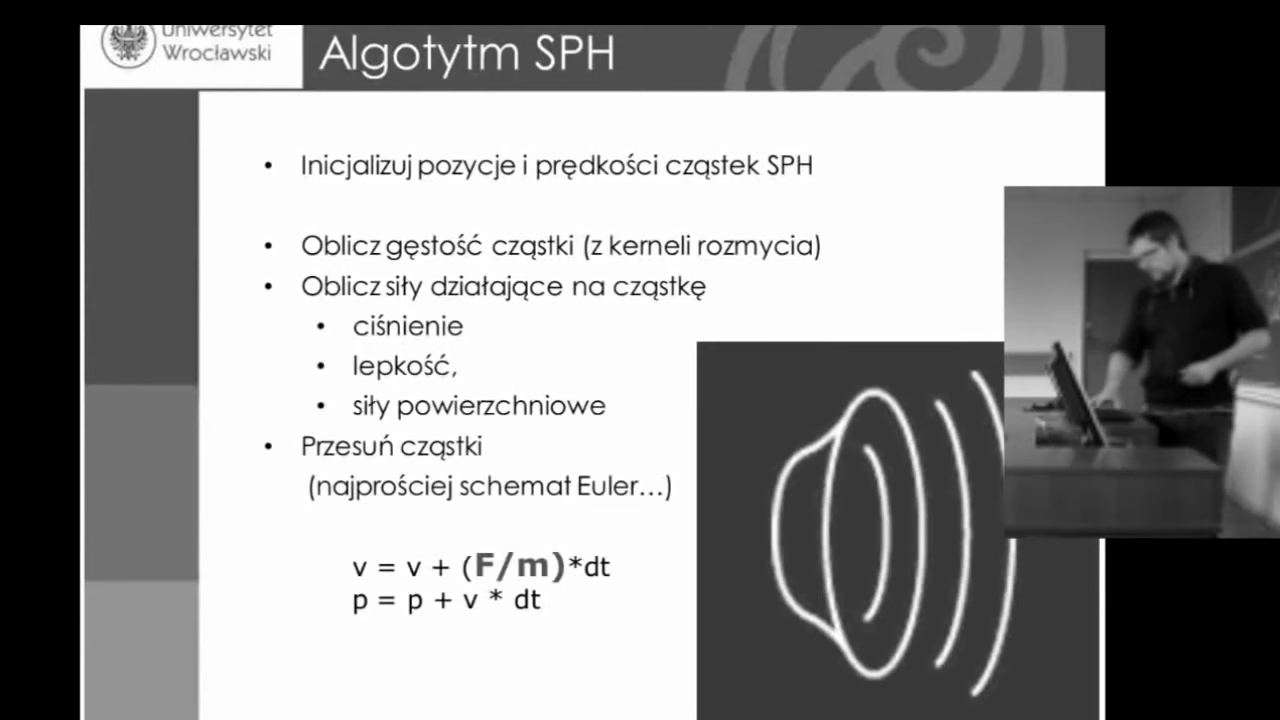 Uniwersytet
Wrocławski
Algotytm SPH
• Inicjalizuj pozycje i prędkości cząstek SPH
• Oblicz gęstość cząstki (z kerneli rozmycia)
• Oblicz siły działające na cząstkę
• ciśnienie
• lepkość,
• siły powierzchniowe
• Przesuń cząstki
(najprościej schemat Euler...)
v = v + (F/m)*dt
p = p + v * dt